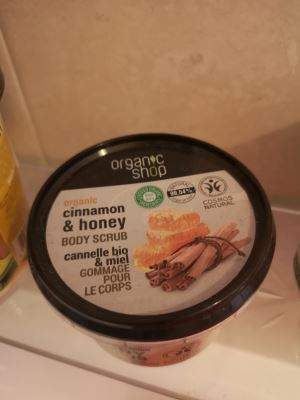 organic
shop
organic
cinnamon
& honey
BODY SCRUB
cannelle bio
& miel
GOMMAGE
POUR
LE CORPS
COSMOS
NATURAL